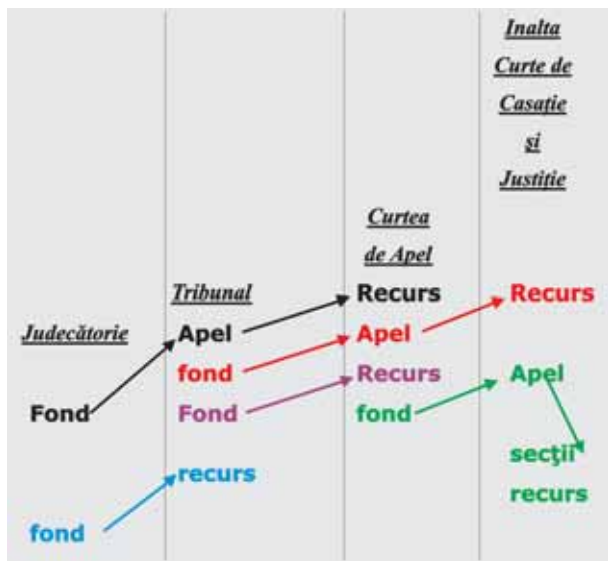 Inalta
Curte de
Casație
și
Justiție
Curtea
de Apel
Tribunal
Judecătorie
Recurs
Recurs
Apel
Apel
fond
Recurs
Apel
Fond
Fond
fond
secţii
recurs
recurs
fond